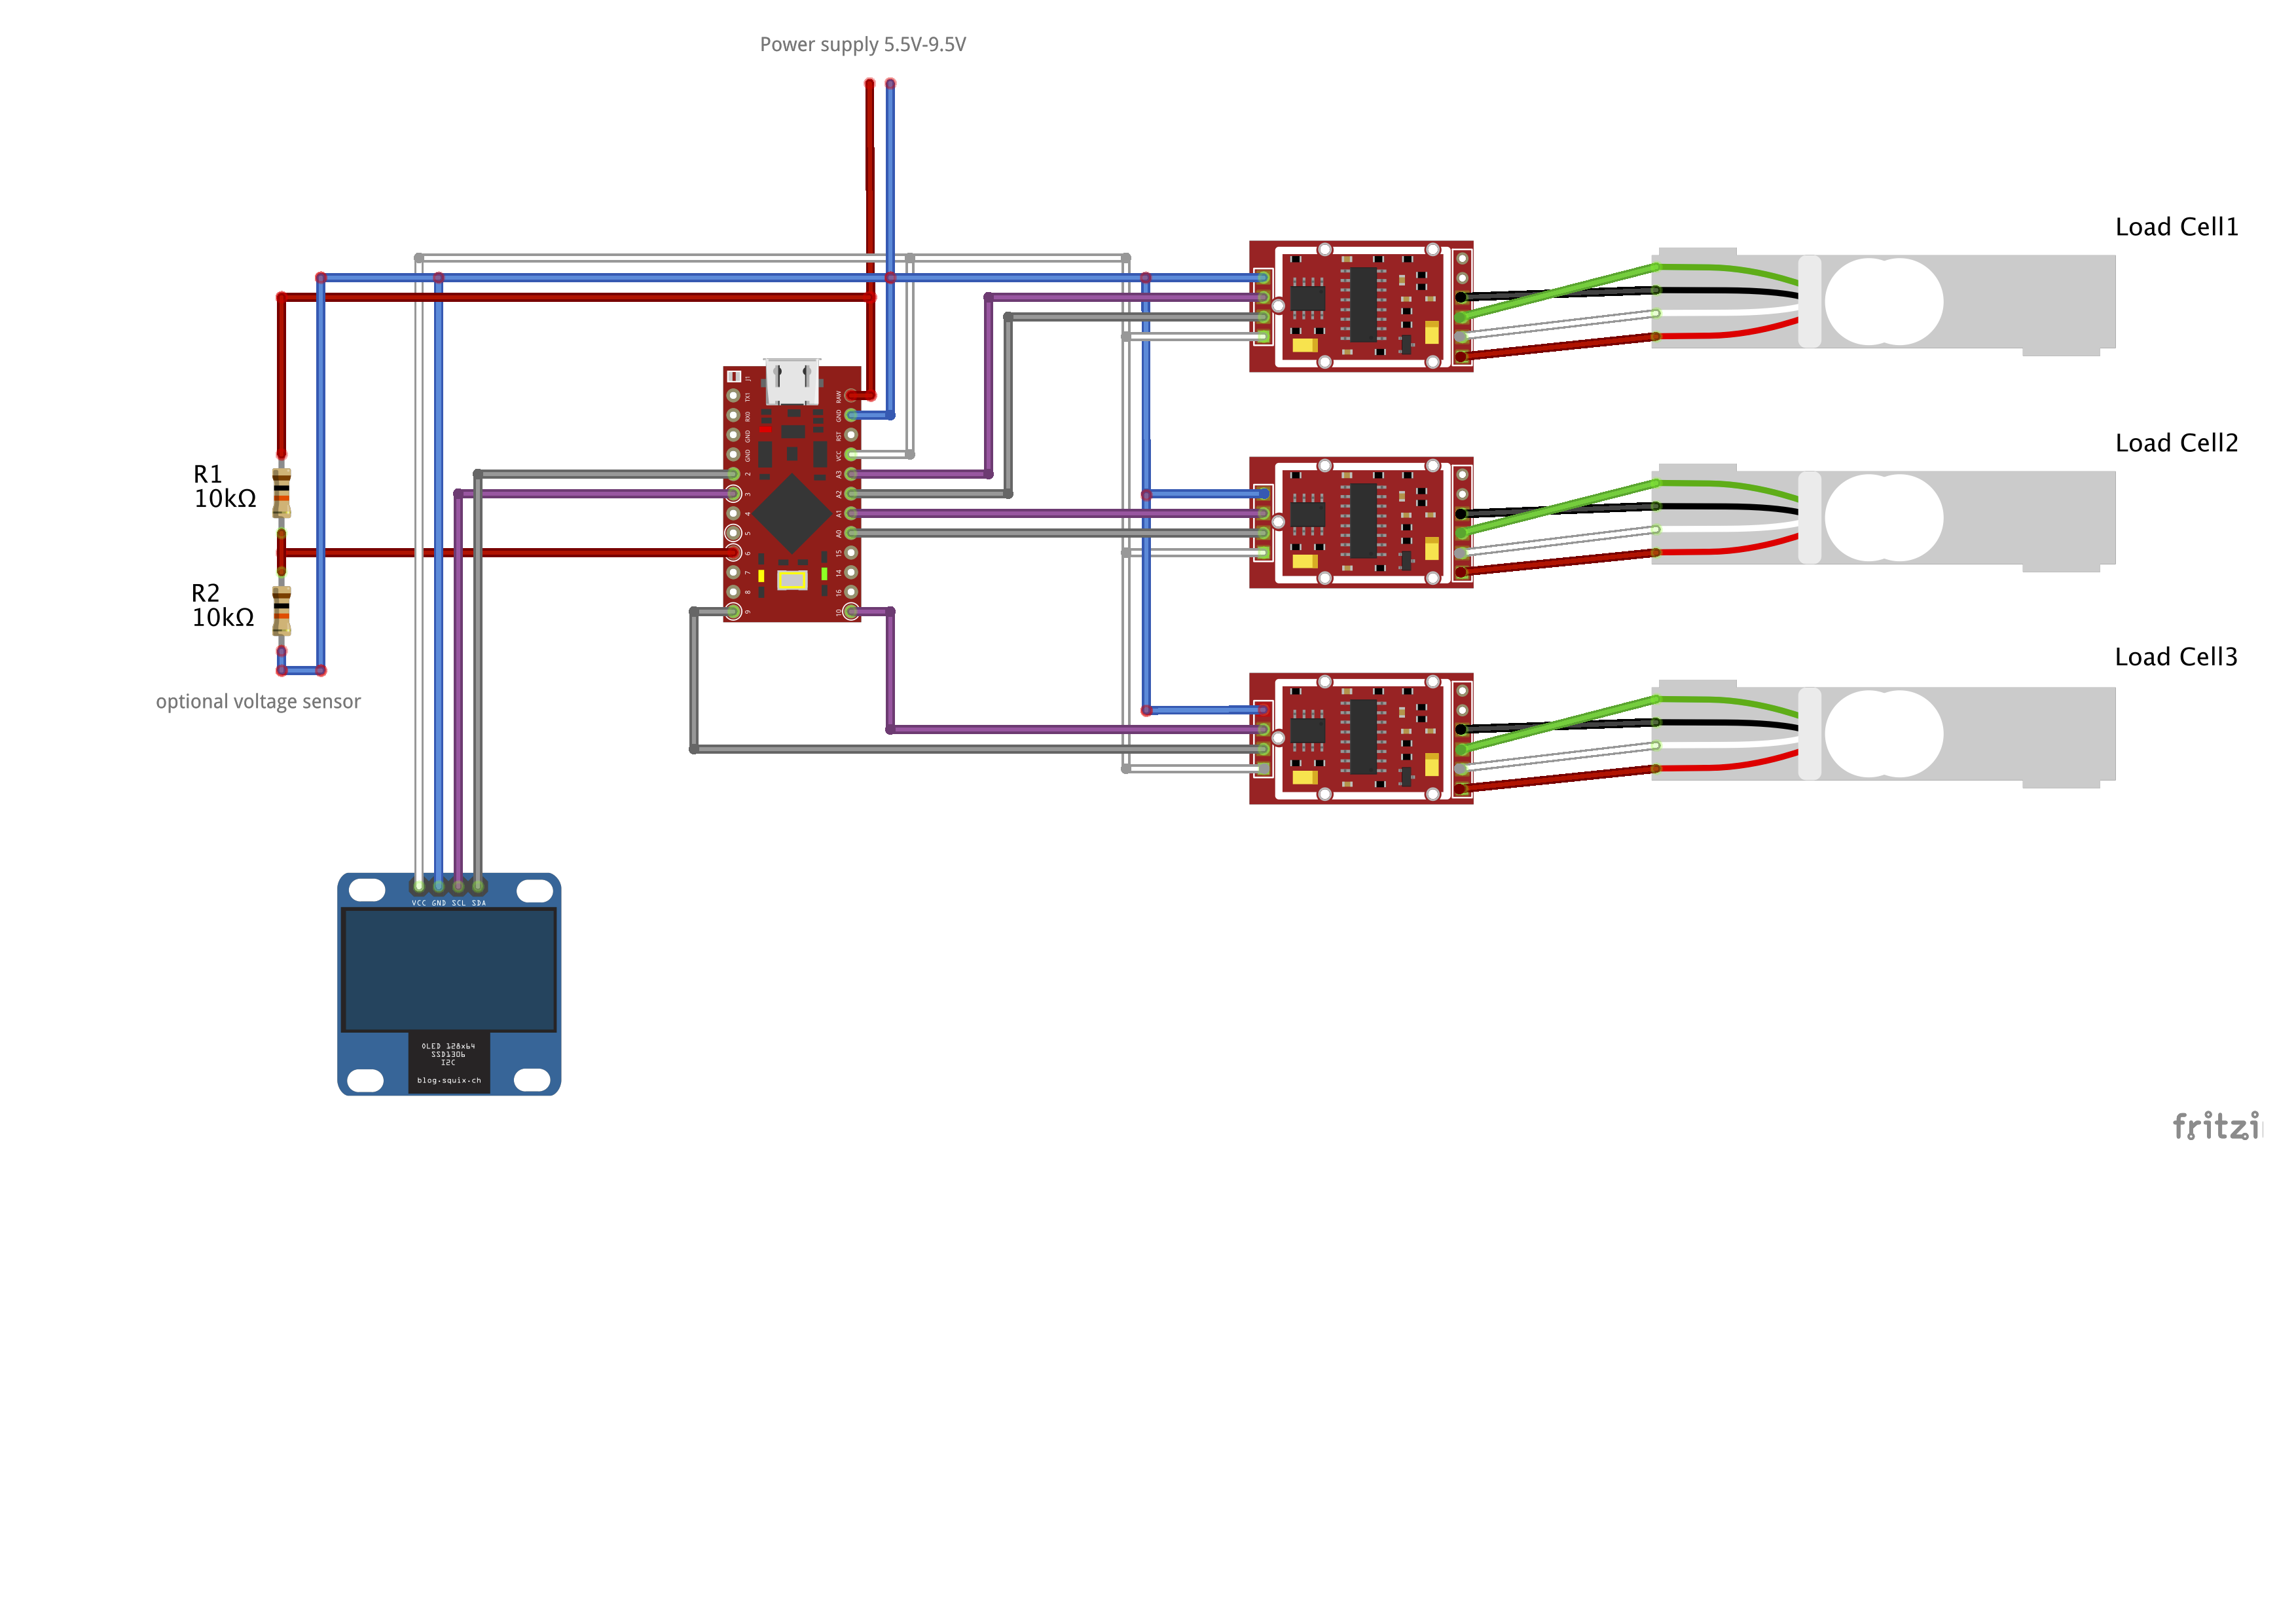 Power supply 5.5V-9.5V
Load Cell1
Load Cell2
Load Cell3
R1
10kΩ
R2
10kΩ
optional voltage sensor
J1
TX1
RX0
GND
GND
2
3
4
5
6
7
8
9
RAW
GND
RST
VCC
A3
A2
A1
A0
15
14
16
10
VCC GND SCL SDA
OLED 128x64
SSD1306
I2C
blog.squix.ch
fritzi